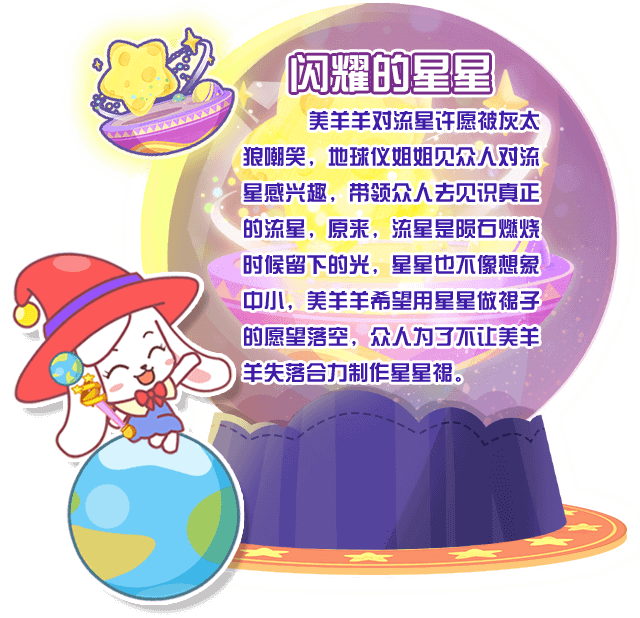 闪耀的星星
美羊羊对流星许愿被灰太
狼嘲笑，地球仪姐姐见众人对流
星感兴趣，带领众人去见识真正
的流星，原来，流星是陨石燃烧
时候留下的光，星星也不像想象
中小，美羊羊希望用星星做裙子
的愿望落空，众人为了不让美羊
羊失落合力制作星星裙。